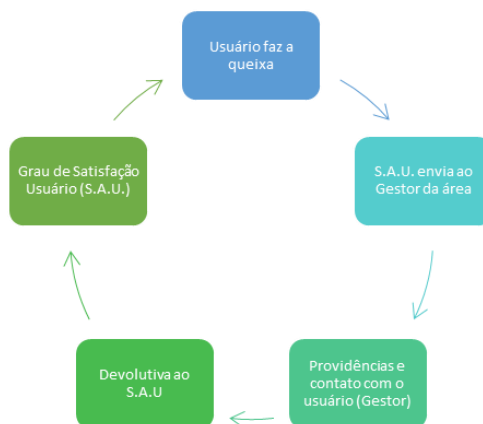 Usuário faz a
queixa
S.A.U. envia ao
Gestor da área
Providências e
contato com o
usuário (Gestor)
Devolutiva ao
S.A.U
Grau de Satisfação
Usuário (S.A.U.)